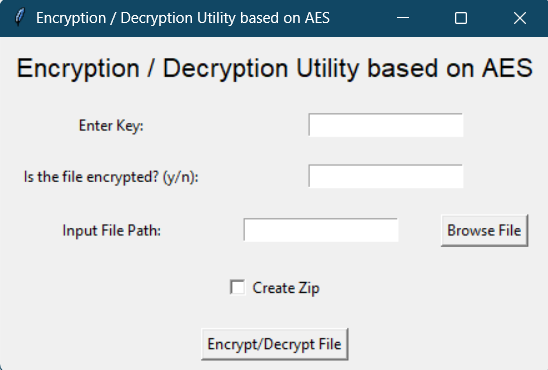 Encryption / Decryption Utility based on AES
Encryption / Decryption Utility based on AES
Enter Key:
Is the file encrypted? (y/n):
Input File Path:
Browse File
Create Zip
Encrypt/Decrypt File